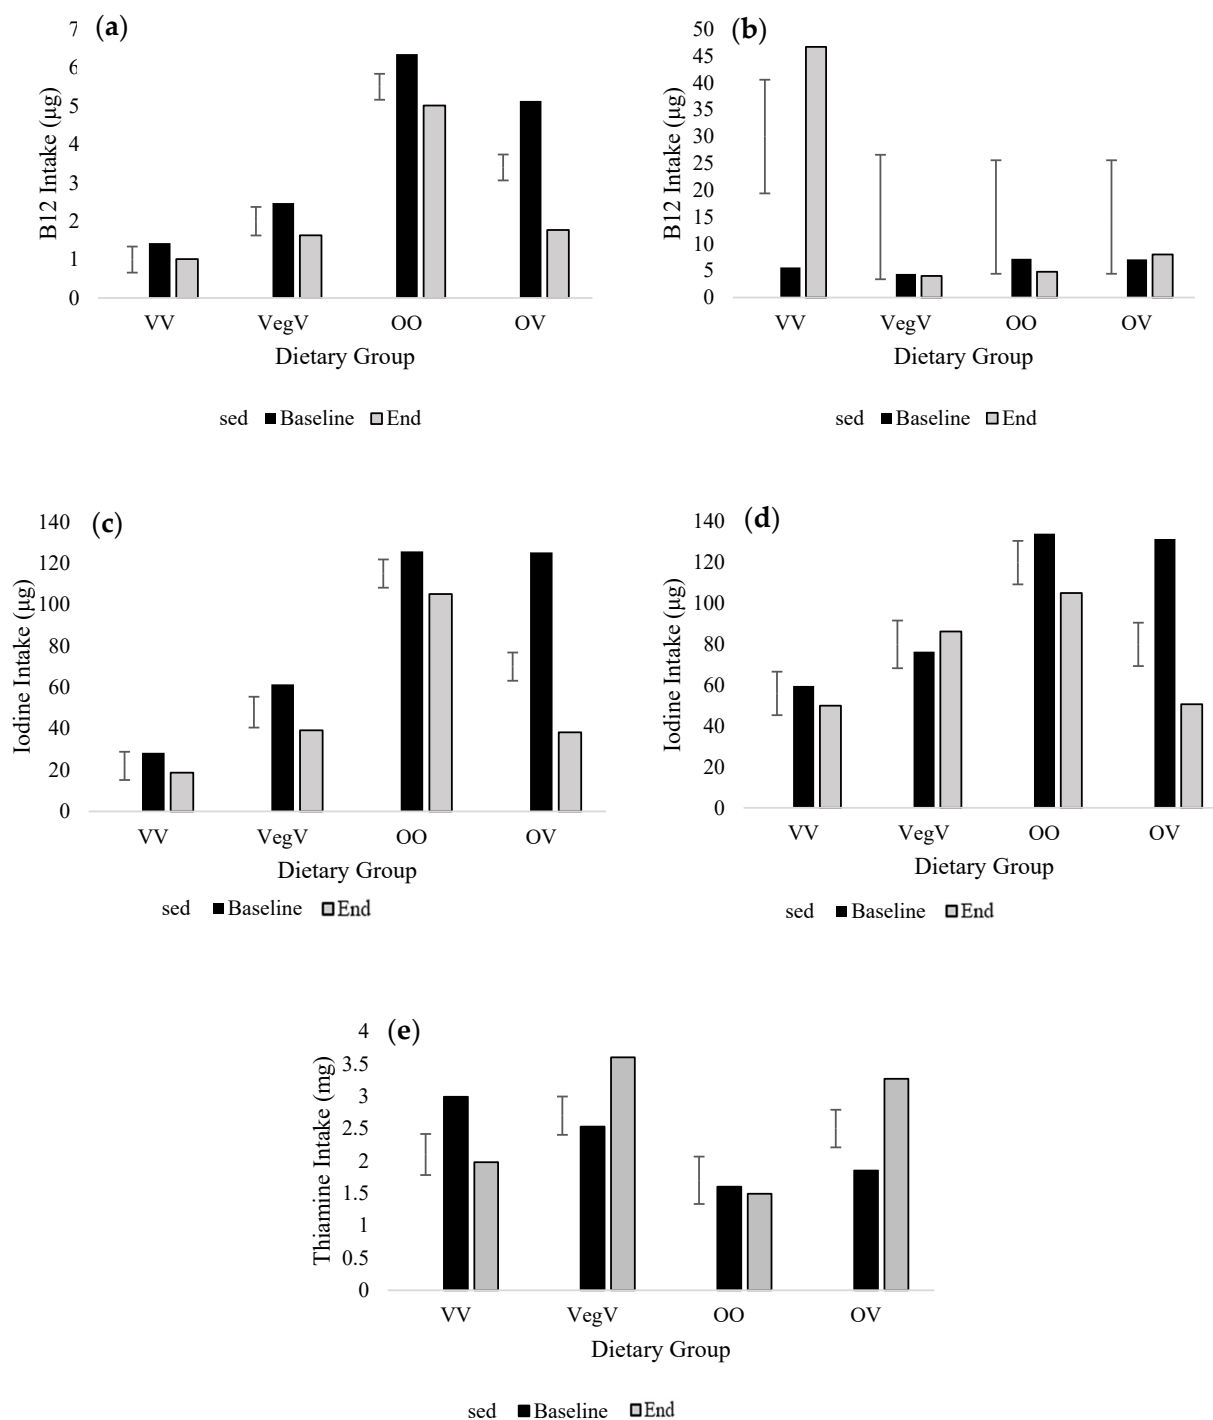 (a)
7
6
5
4
3
2
1
0
B12 Intake (μg)
VV VegV OO OV
Dietary Group
sed Baseline End
(b)
50
45
40
35
30
25
20
15
10
5
0
B12 Intake (μg)
VV VegV OO OV
Dietary Group
sed Baseline End
(c)
140
120
100
80
60
40
20
0
Iodine Intake (μg)
VV VegV OO OV
Dietary Group
sed Baseline End
(d)
140
120
100
80
60
40
20
0
Iodine Intake (μg)
VV VegV OO OV
Dietary Group
sed Baseline End
(e)
4
3.5
3
2.5
2
1.5
1
0.5
0
Thiamine Intake (mg)
VV VegV OO OV
Dietary Group
sed Baseline End